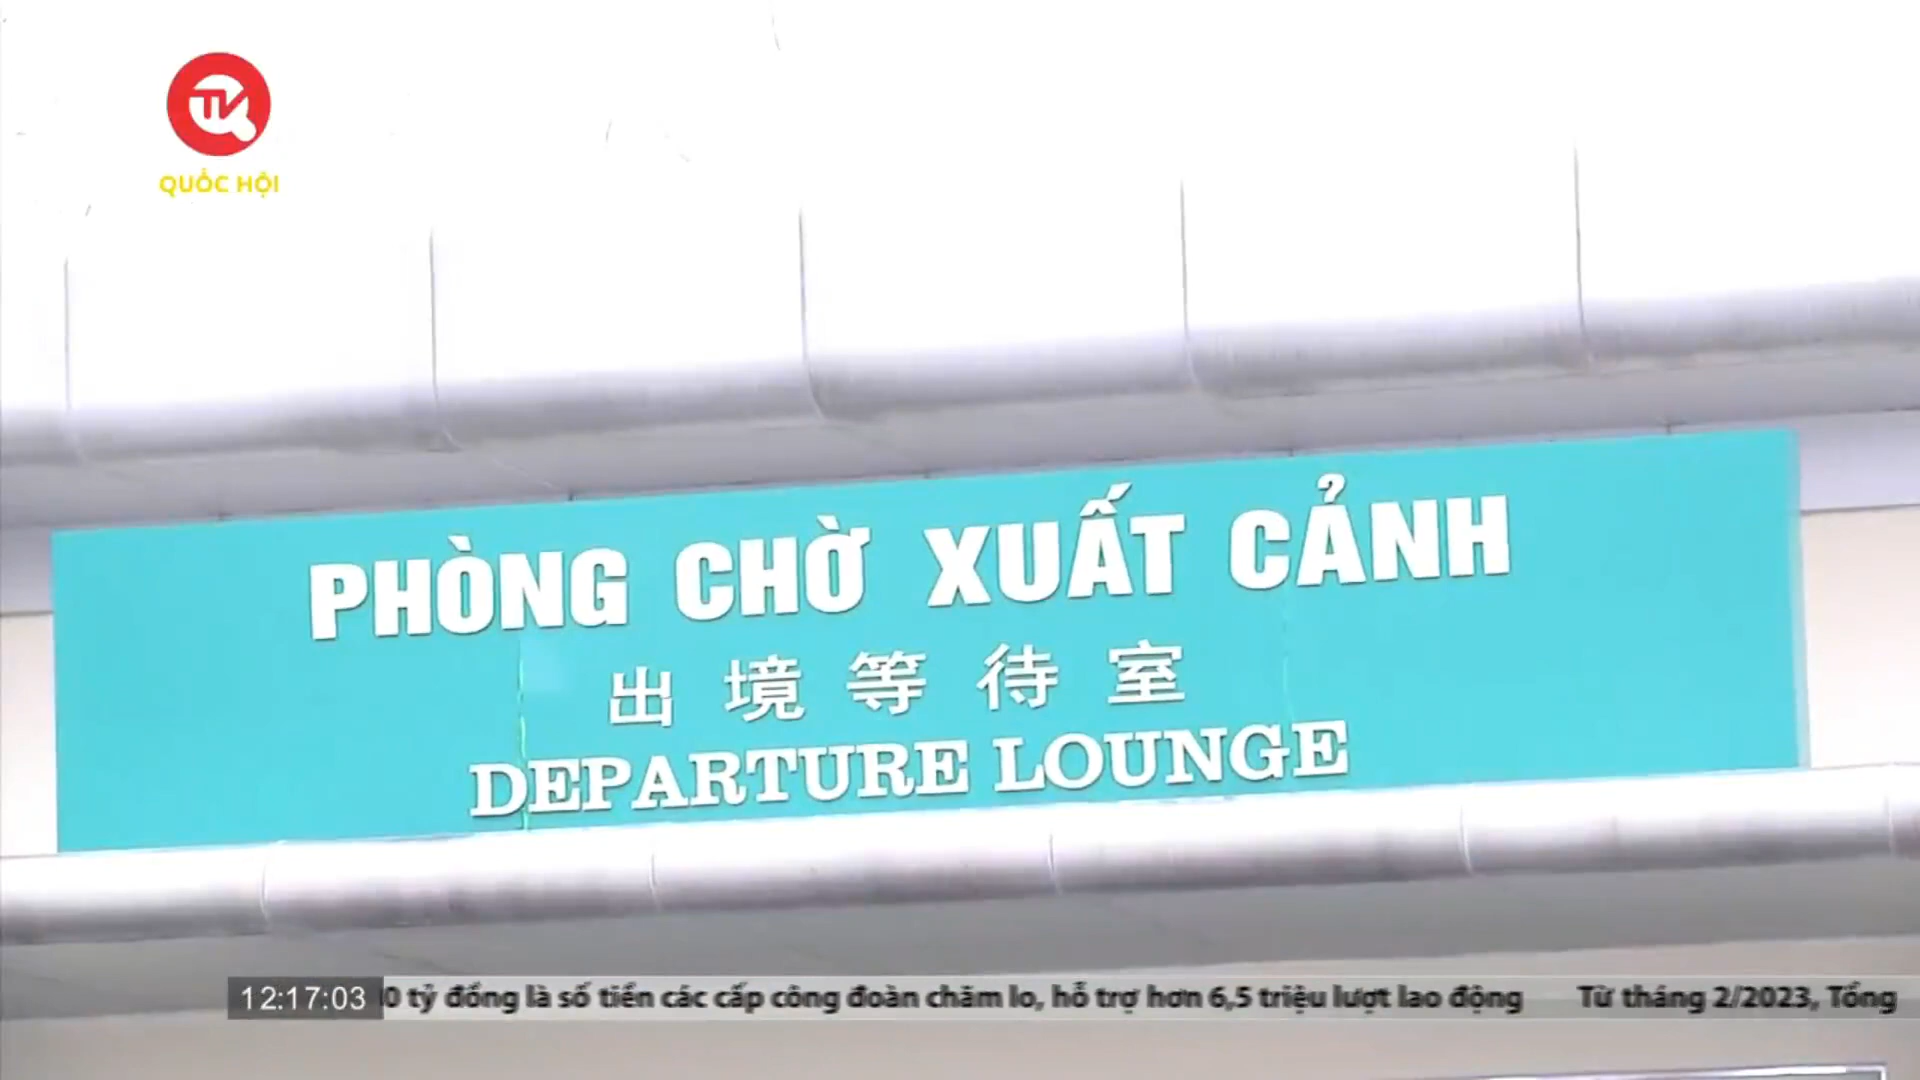 TV
QUỐC HỘI
PHÒNG CHỜ XUẤT CẢNH
出境等待室
DEPARTURE LOUNGE
12:17:03 0 tỷ đồng là số tiền các cấp công đoàn chăm lo, hỗ trợ hơn 6,5 triệu lượt lao động Từ tháng 2/2023, Tổng